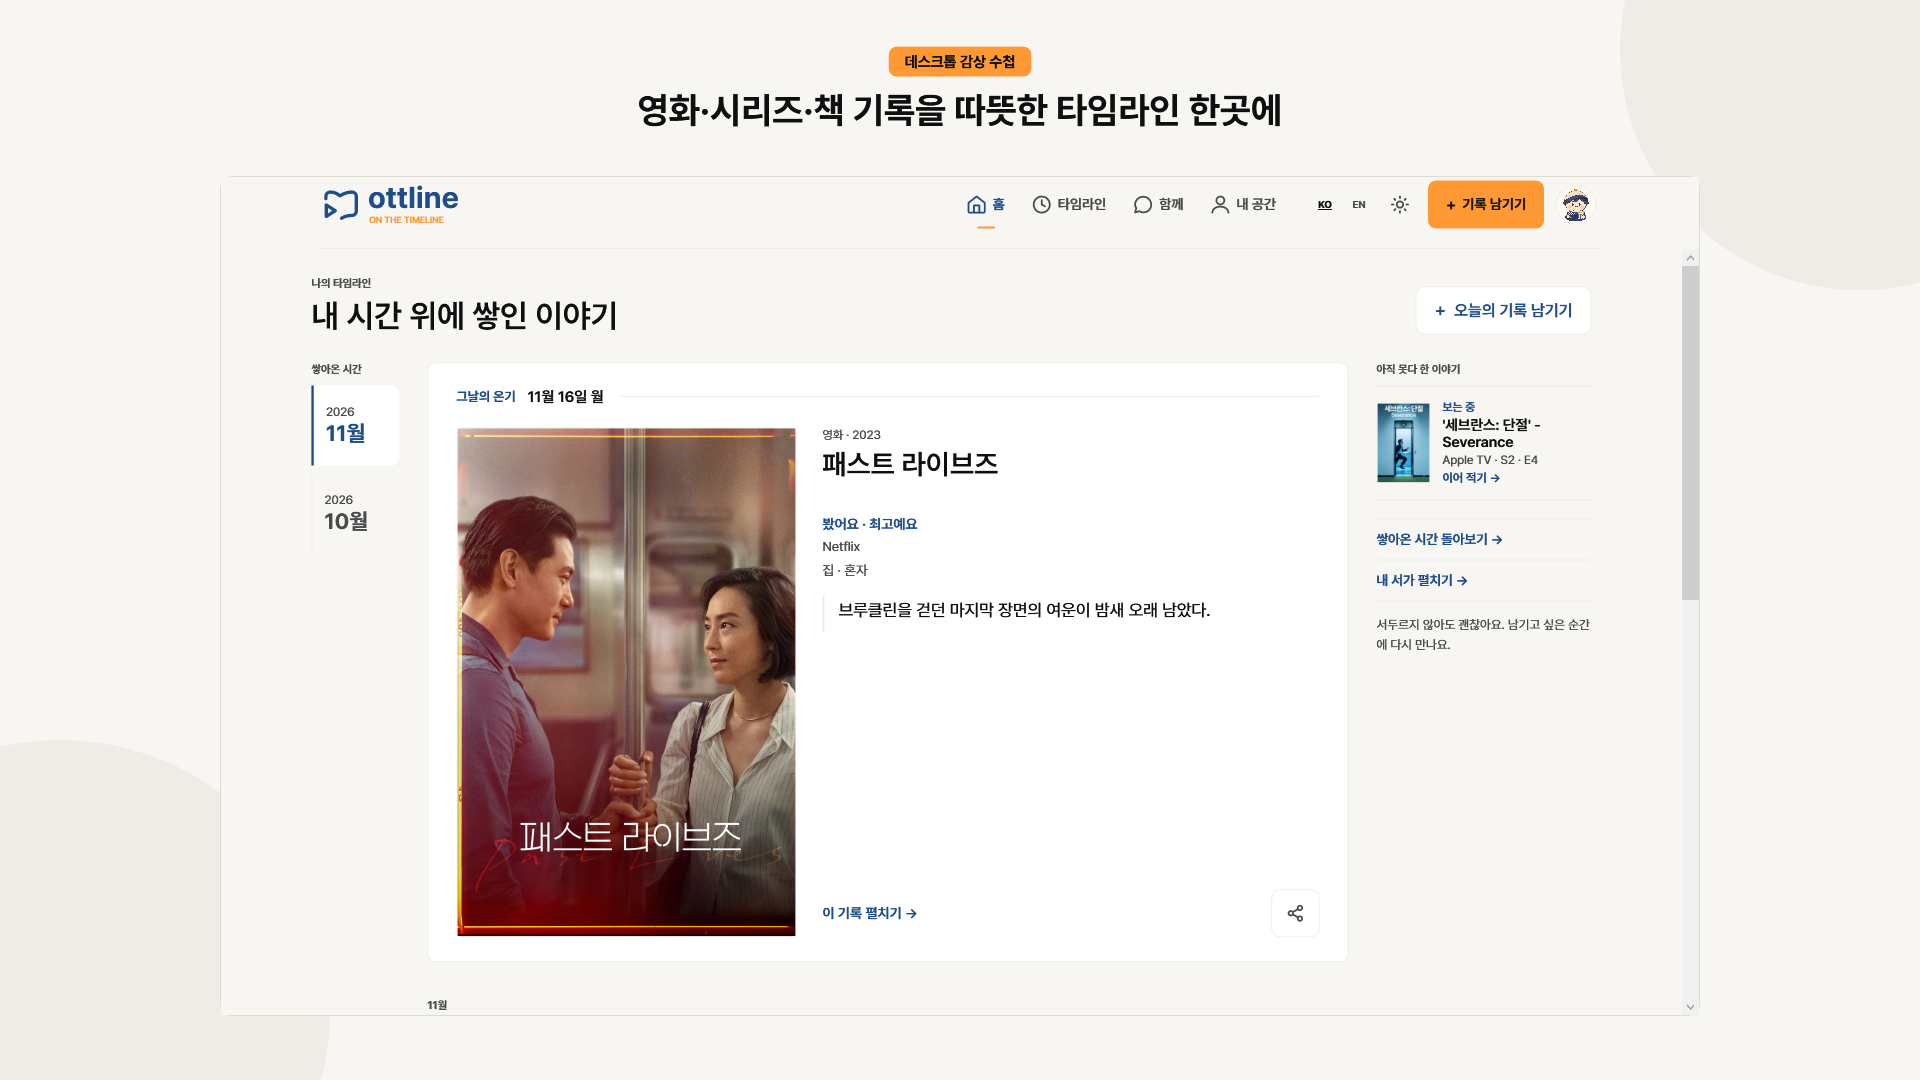 데스크톱 감상 수첩
영화·시리즈·책 기록을 따뜻한 타임라인 한곳에
ottline
ON THE TIMELINE
홈
타임라인
함께
내 공간
KO
EN
+ 기록 남기기
나의 타임라인
내 시간 위에 쌓인 이야기
+ 오늘의 기록 남기기
쌓아온 시간
2026
11월
2026
10월
그날의 온기 11월 16일 월
패스트 라이브즈
Past Lives
영화 · 2023
패스트 라이브즈
봤어요 · 최고예요
Netflix
집 · 혼자
브루클린을 걷던 마지막 장면의 여운이 밤새 오래 남았다.
이 기록 펼치기 →
아직 못다 한 이야기
세브란스: 단절
Severance
보는 중
'세브란스: 단절' -
Severance
Apple TV · S2 · E4
이어 적기 →
쌓아온 시간 돌아보기 →
내 서가 펼치기 →
서두르지 않아도 괜찮아요. 남기고 싶은 순간
에 다시 만나요.
11월